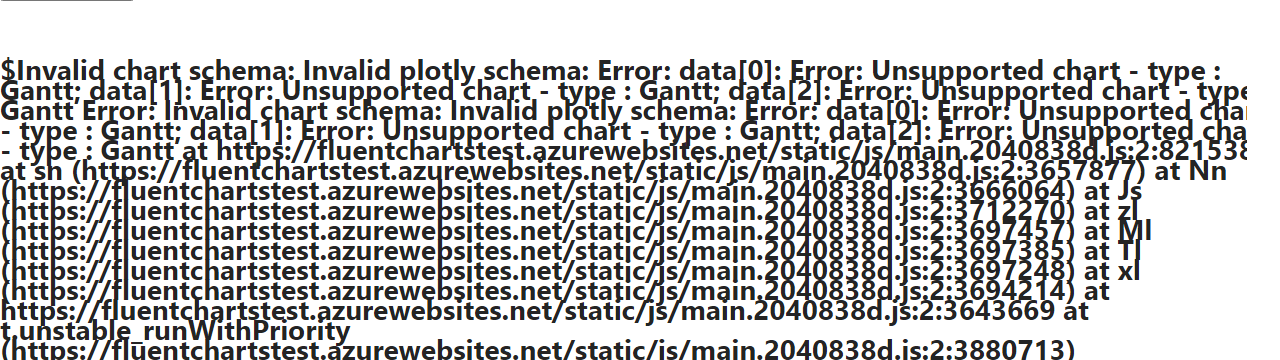 $Invalid chart schema: Invalid plotly schema: Error: data[0]: Error: Unsupported chart - type :
Gantt; data[1]: Error: Unsupported chart - type : Gantt; data[2]: Error: Unsupported chart - type
Gantt Error: Invalid chart schema: Invalid plotly schema: Error: data[0]: Error: Unsupported char
- type : Gantt; data[1]: Error: Unsupported chart - type : Gantt; data[2]: Error: Unsupported cha
- type : Gantt at https://fluentchartstest.azurewebsites.net/static/js/main.2040838d.js:2:821538
at sh (https://fluentchartstest.azurewebsites.net/static/js/main.2040838d.js:2:3657877) at Nn
(https://fluentchartstest.azurewebsites.net/static/js/main.2040838d.js:2:3666064) at Js
(https://fluentchartstest.azurewebsites.net/static/js/main.2040838d.js:2:3712270) at zl
(https://fluentchartstest.azurewebsites.net/static/js/main.2040838d.js:2:3697457) at Ml
(https://fluentchartstest.azurewebsites.net/static/js/main.2040838d.js:2:3697385) at Tl
(https://fluentchartstest.azurewebsites.net/static/js/main.2040838d.js:2:3697248) at xl
(https://fluentchartstest.azurewebsites.net/static/js/main.2040838d.js:2:3694214) at
https://fluentchartstest.azurewebsites.net/static/js/main.2040838d.js:2:3643669 at
t.unstable_runWithPriority
(https://fluentchartstest.azurewebsites.net/static/js/main.2040838d.js:2:3880713)